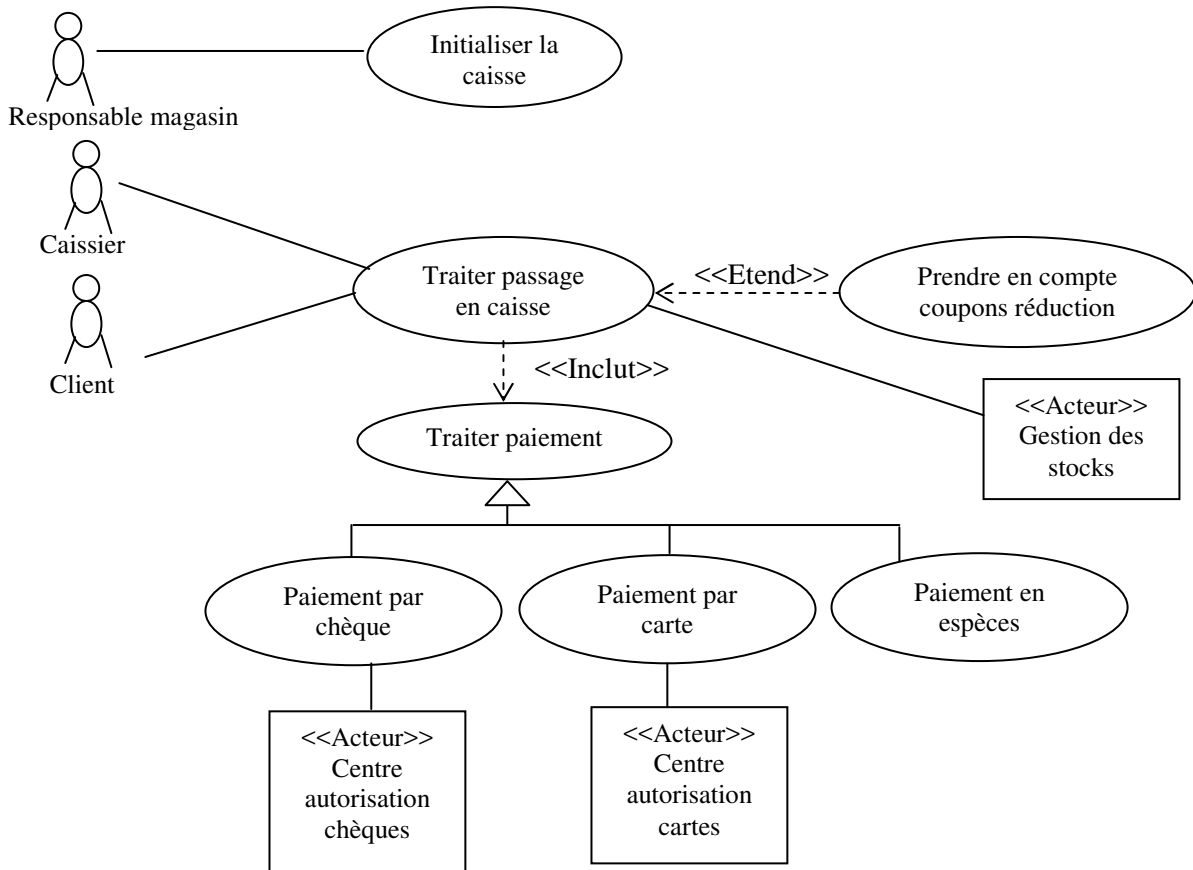 Initialiser la
caisse
Responsable magasin
Caissier
Traiter passage
en caisse
<<Etend>>
Prendre en compte
coupons réduction
Client
<<Inclut>>
<<Acteur>>
Gestion des
stocks
Traiter paiement
Paiement par
chèque
Paiement par
carte
Paiement en
espèces
<<Acteur>>
Centre
autorisation
chèques
<<Acteur>>
Centre
autorisation
cartes